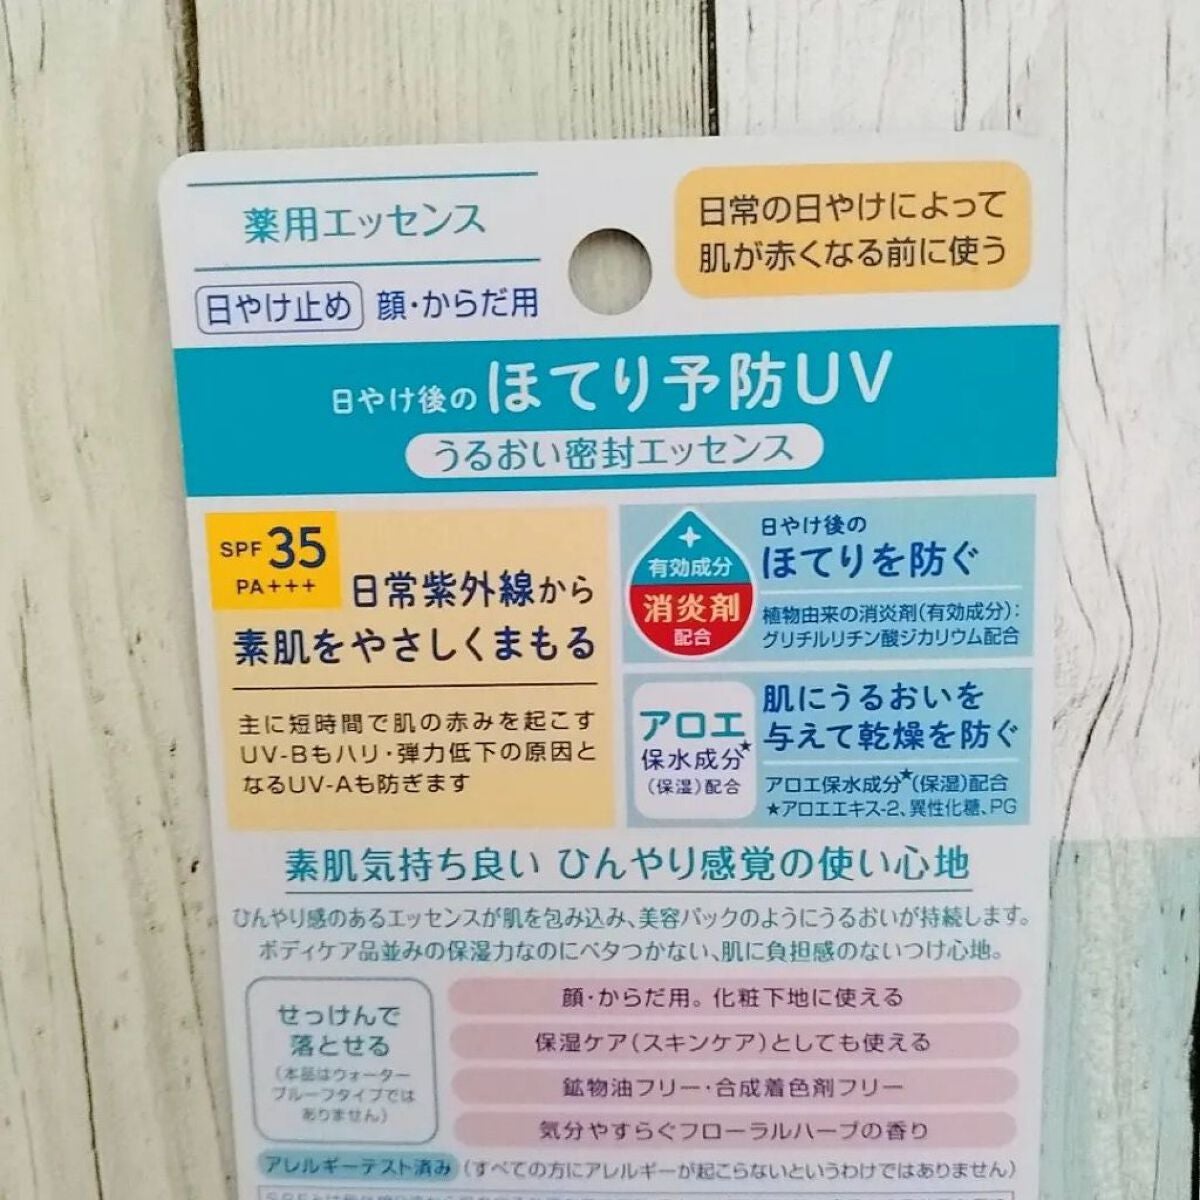 薬用エッセンス
日やけ止め 顔・からだ用
日常の日やけによって
肌が赤くなる前に使う
日やけ後のほてり予防UV
うるおい密封エッセンス
SPF 35
PA+++
日常紫外線から
素肌をやさしくまもる
主に短時間で肌の赤みを起こす
UV-Bもハリ・弾力低下の原因と
なるUV-Aも防ぎます
有効成分
消炎剤
配合
日やけ後の
ほてりを防ぐ
植物由来の消炎剤(有効成分):
グリチルリチン酸ジカリウム配合
アロエ
保水成分★
(保湿)配合
肌にうるおいを
与えて乾燥を防ぐ
アロエ保水成分★(保湿)配合
★アロエエキス-2、異性化糖、PG
素肌気持ち良い ひんやり感覚の使い心地
ひんやり感のあるエッセンスが肌を包み込み、美容パックのようにうるおいが持続します。
ボディケア品並みの保湿力なのにベタつかない、肌に負担感のないつけ心地。
せっけんで
落とせる
(本品はウォーター
プルーフタイプでは
ありません)
顔・からだ用。化粧下地に使える
保湿ケア(スキンケア)としても使える
鉱物油フリー・合成着色剤フリー
気分やすらぐフローラルハーブの香り
アレルギーテスト済み (すべての方にアレルギーが起こらないというわけではありません)